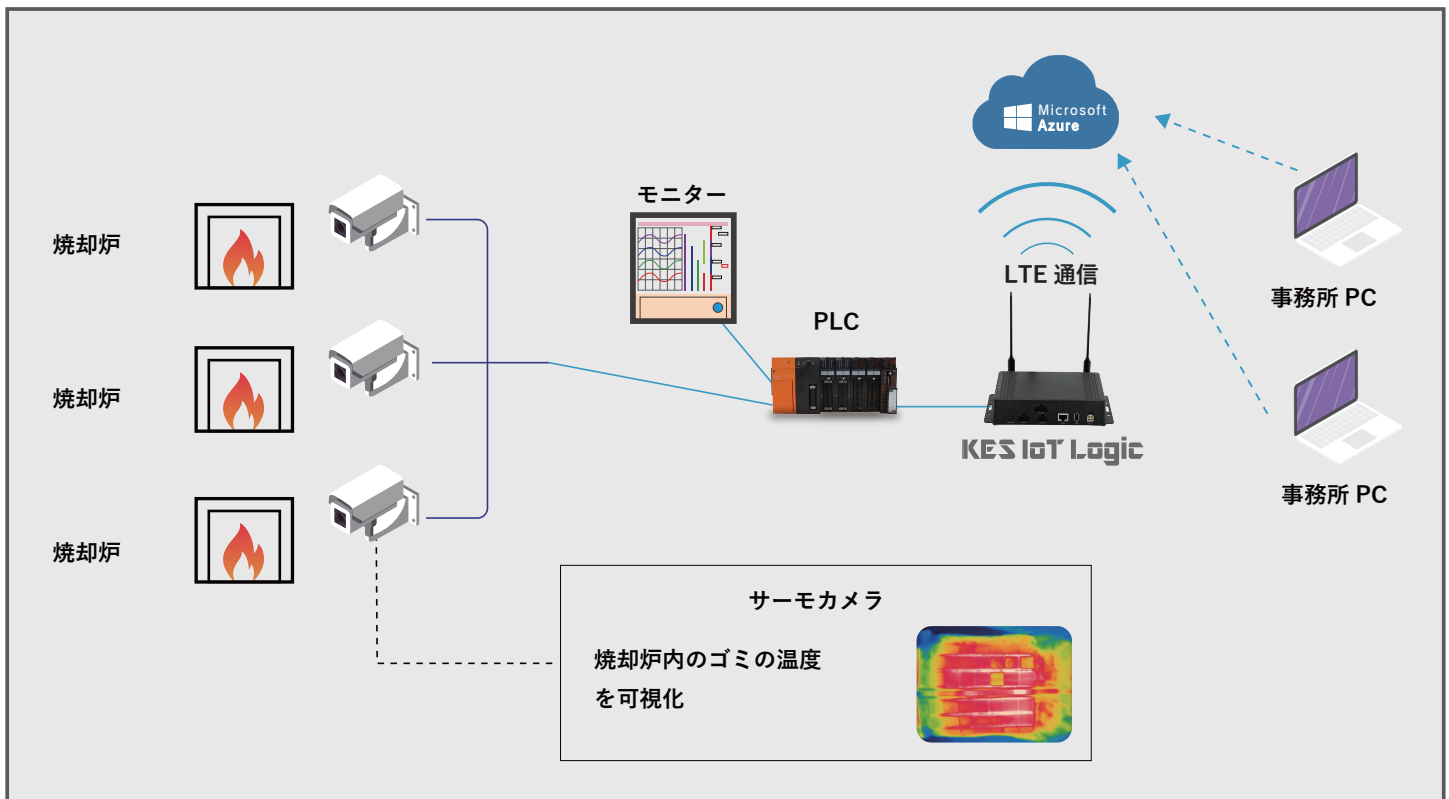 Microsoft
Azure
モニター
焼却炉
LTE 通信
事務所 PC
PLC
焼却炉
KES IoT Logic
事務所 PC
焼却炉
サーモカメラ
焼却炉内のゴミの温度
を可視化